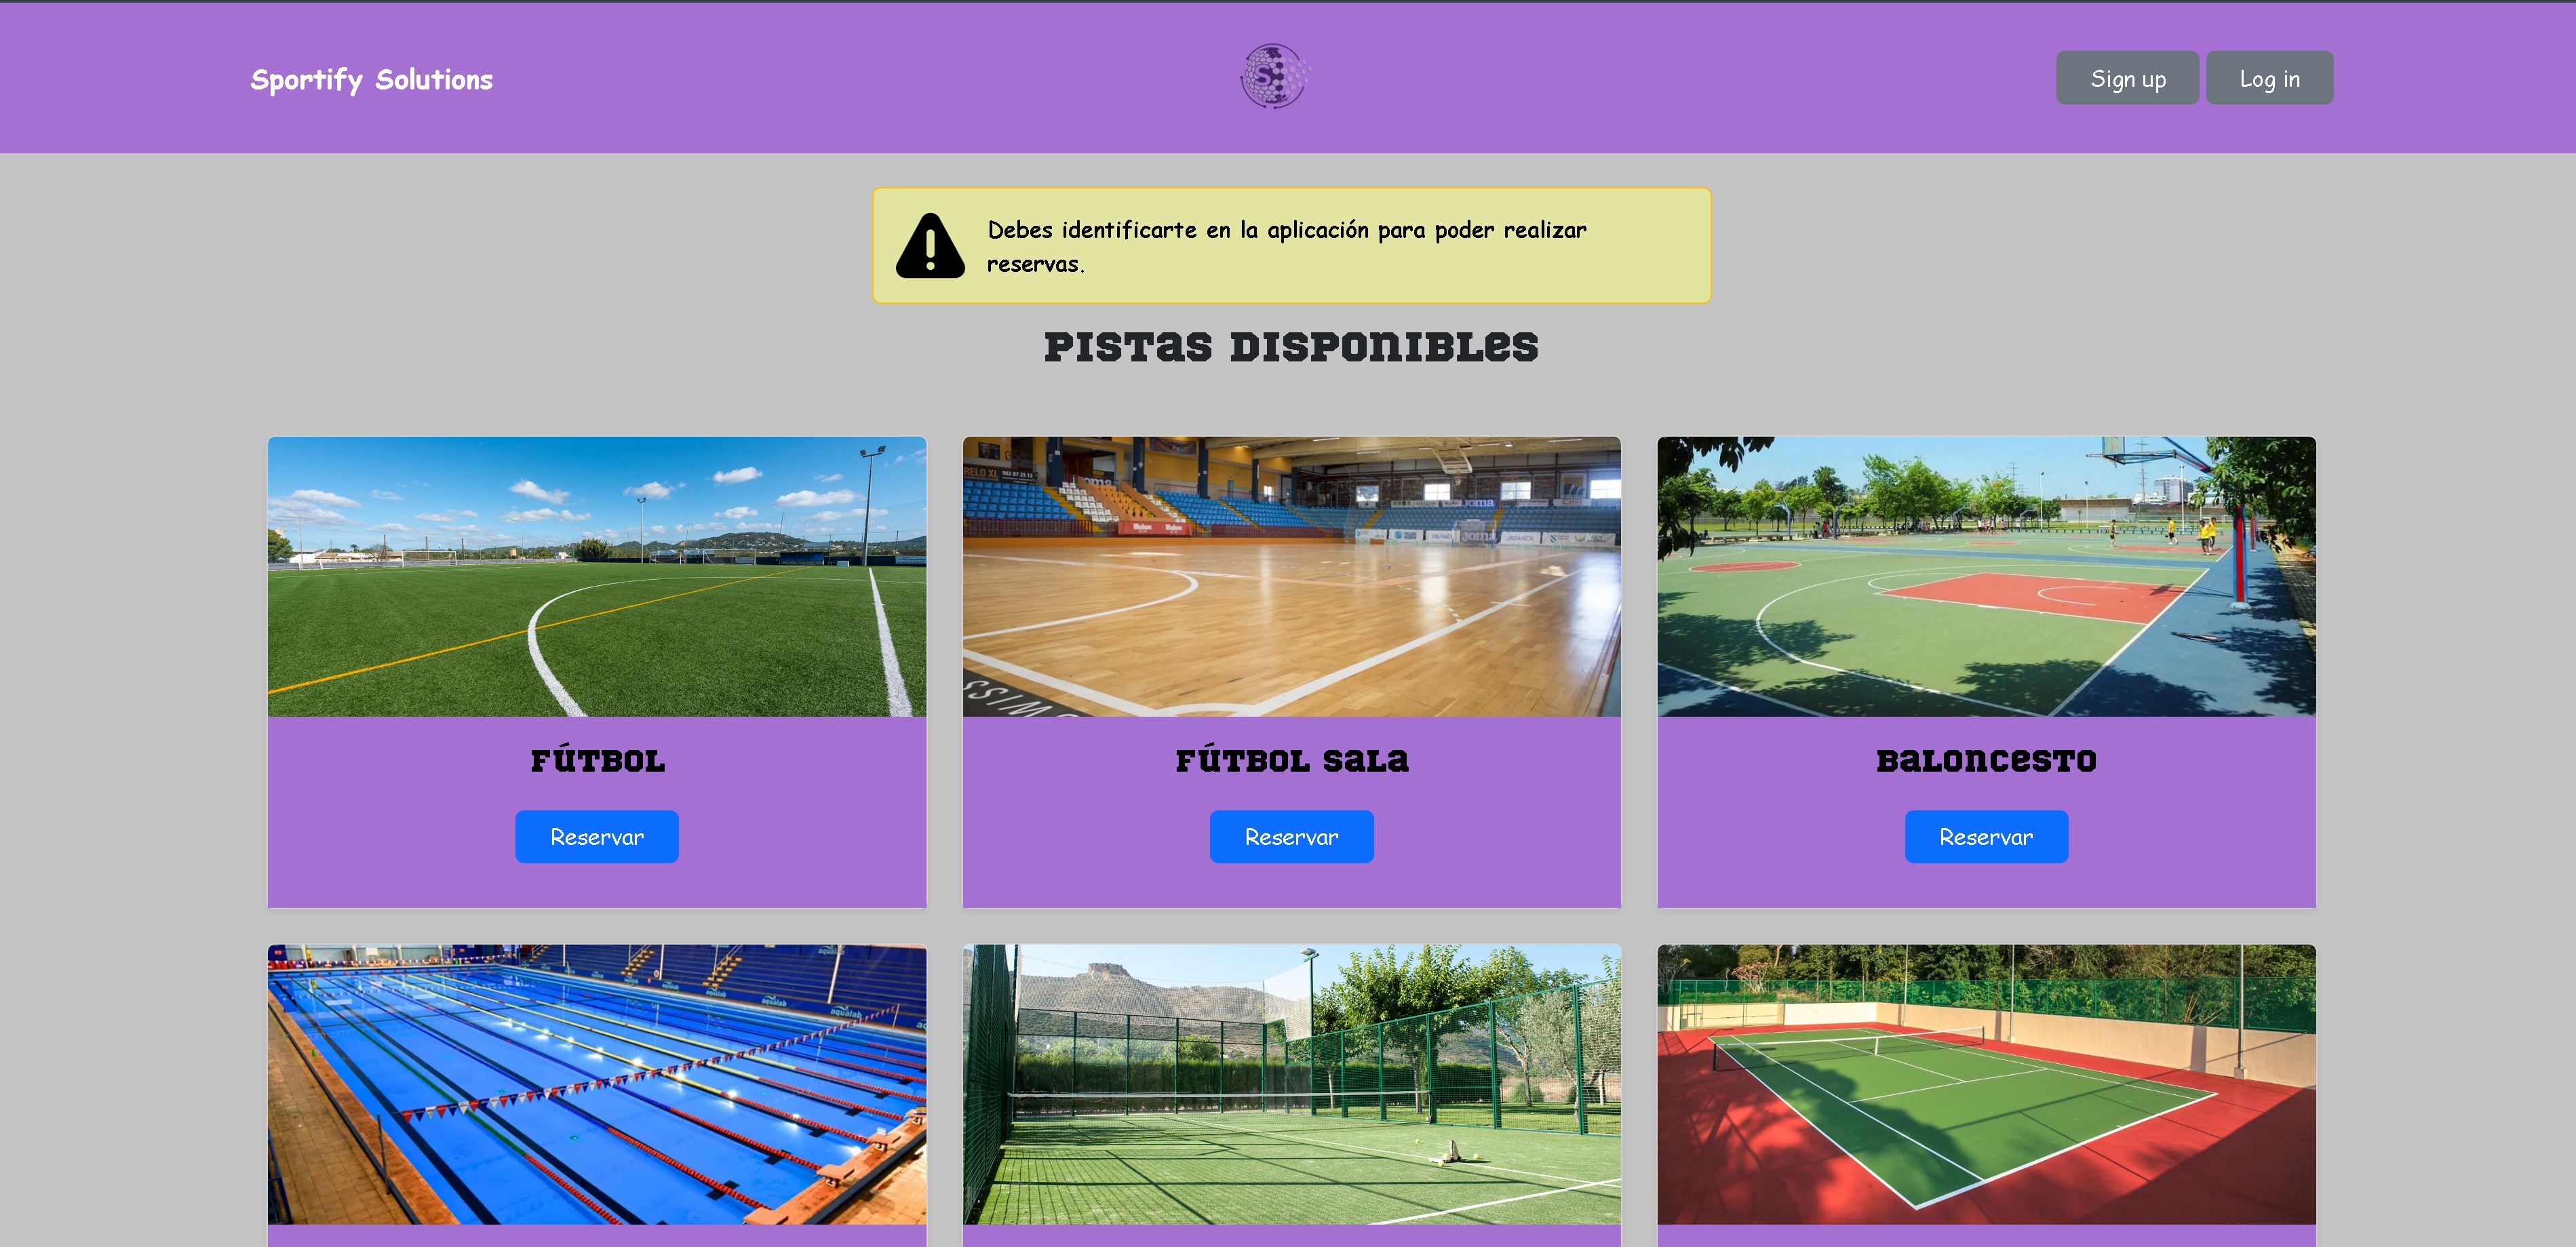 Sportify Solutions
S
Sign up
Log in
Debes identificarte en la aplicación para poder realizar
reservas.
Pistas Disponibles
Fútbol
Reservar
Fútbol Sala
Reservar
Baloncesto
Reservar